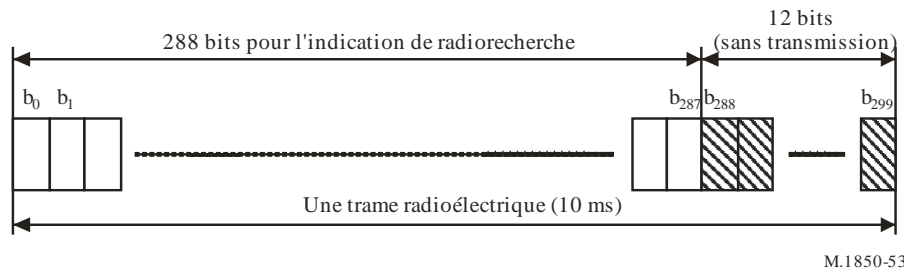 12 bits
288 bits pour l'indication de radiorecherche
(sans transmission)
b0 b1 b287 b288 b299
Une trame radioélectrique (10 ms)
M.1850-53